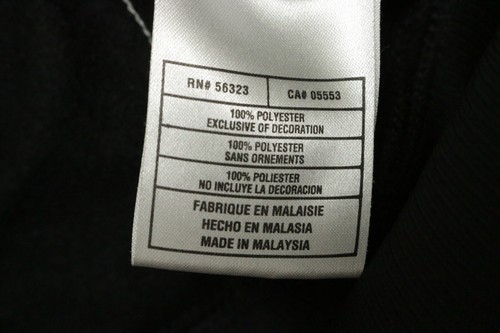 RN# 56323 CA# 05553
100% POLYESTER
EXCLUSIVE OF DECORATION
100% POLYESTER
SANS ORNEMENTS
100% POLIESTER
NO INCLUYE LA DECORACION
FABRIQUE EN MALAISIE
HECHO EN MALASIA
MADE IN MALAYSIA